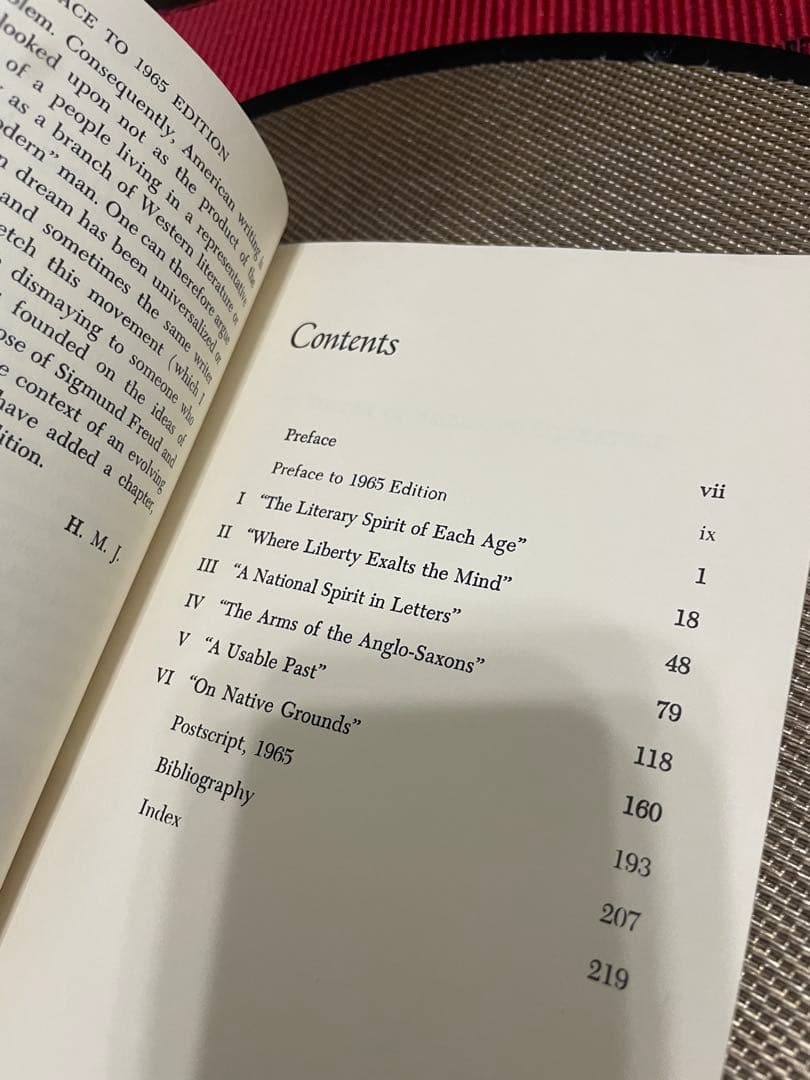 ACE TO 1965 EDITION
lem. Consequently, American writing is
looked upon not as the product of the
of a people living in a representative
as a branch of Western literature or
odern” man. One can therefore argue
n dream has been universalized or
and sometimes the same writer
etch this movement (which I
dismaying to someone who
founded on the ideas of
ose of Sigmund Freud and
e context of an evolving
have added a chapter,
ition.
H. M. J.
Contents
Preface vii
Preface to 1965 Edition ix
I “The Literary Spirit of Each Age” 1
II “Where Liberty Exalts the Mind” 18
III “A National Spirit in Letters” 48
IV “The Arms of the Anglo-Saxons” 79
V “A Usable Past” 118
VI “On Native Grounds” 160
Postscript, 1965 193
Bibliography 207
Index 219